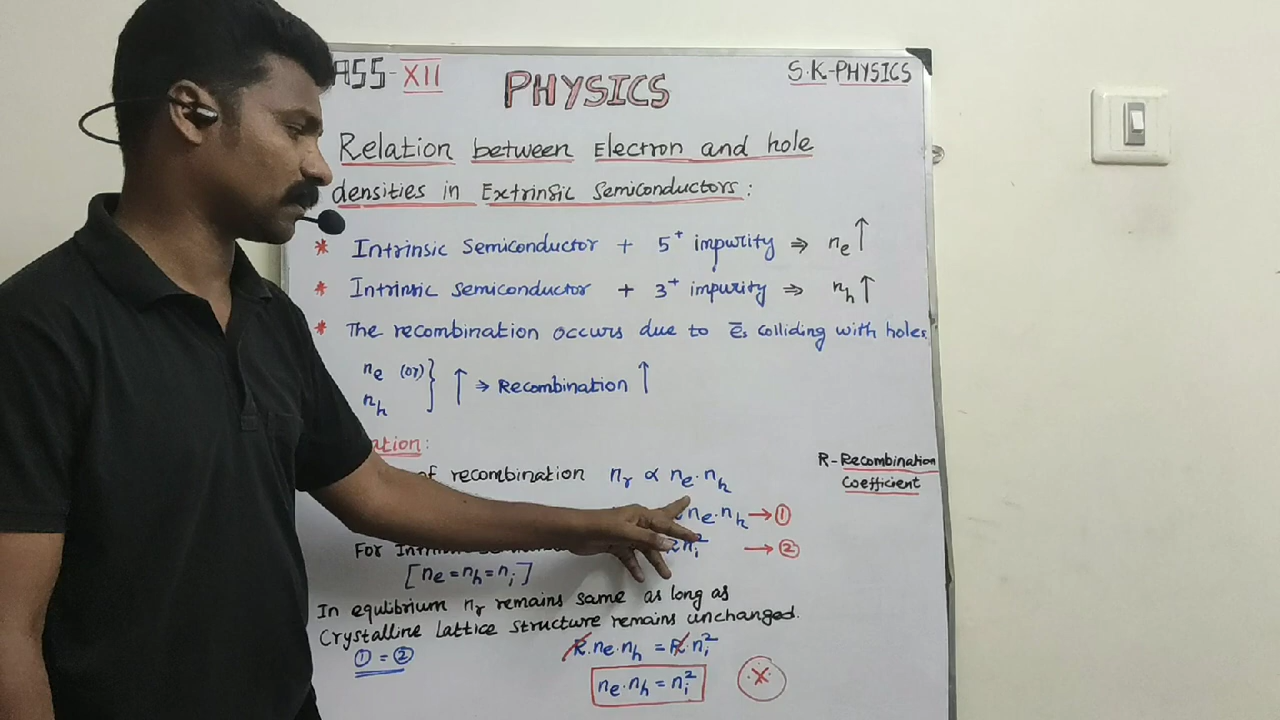 ASS-XII
PHYSICS
S.K-PHYSICS
Relation between Electron and hole
densities in Extrinsic Semiconductors:
* Intrinsic Semiconductor + 5⁺ impurity ⇒ nₑ↑
* Intrinsic semiconductor + 3⁺ impurity ⇒ nₕ↑
* The recombination occurs due to ēs colliding with holes.
nₑ (or)
nₕ } ↑ ⇒ Recombination ↑
ation:
of recombination nᵣ ∝ nₑ·nₕ
R-Recombination
Coefficient
nₑ·nₕ → ①
For nᵢ² → ②
[nₑ=nₕ=nᵢ]
In equlibrium nᵣ remains same as long as
Crystalline Lattice structure remains unchanged.
① = ②
R.nₑ·nₕ = R·nᵢ²
nₑ·nₕ = nᵢ²